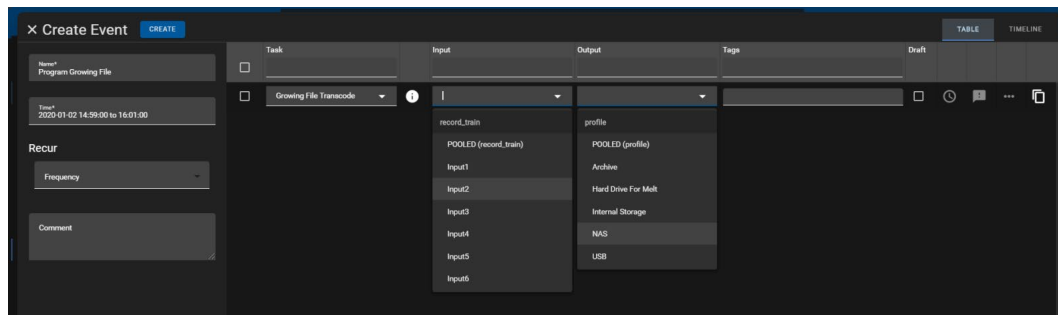 × Create Event CREATE TABLE TIMELINE
Task Input Output Tags Draft
Name*
Program Growing File
Growing File Transcode
Time*
2020-01-02 14:59:00 to 16:01:00
record_train profile
Recur
POOLED (record_train) POOLED (profile)
Input1 Archive
Frequency
Input2 Hard Drive For Melt
Input3 Internal Storage
Comment
Input4 NAS
Input5 USB
Input6